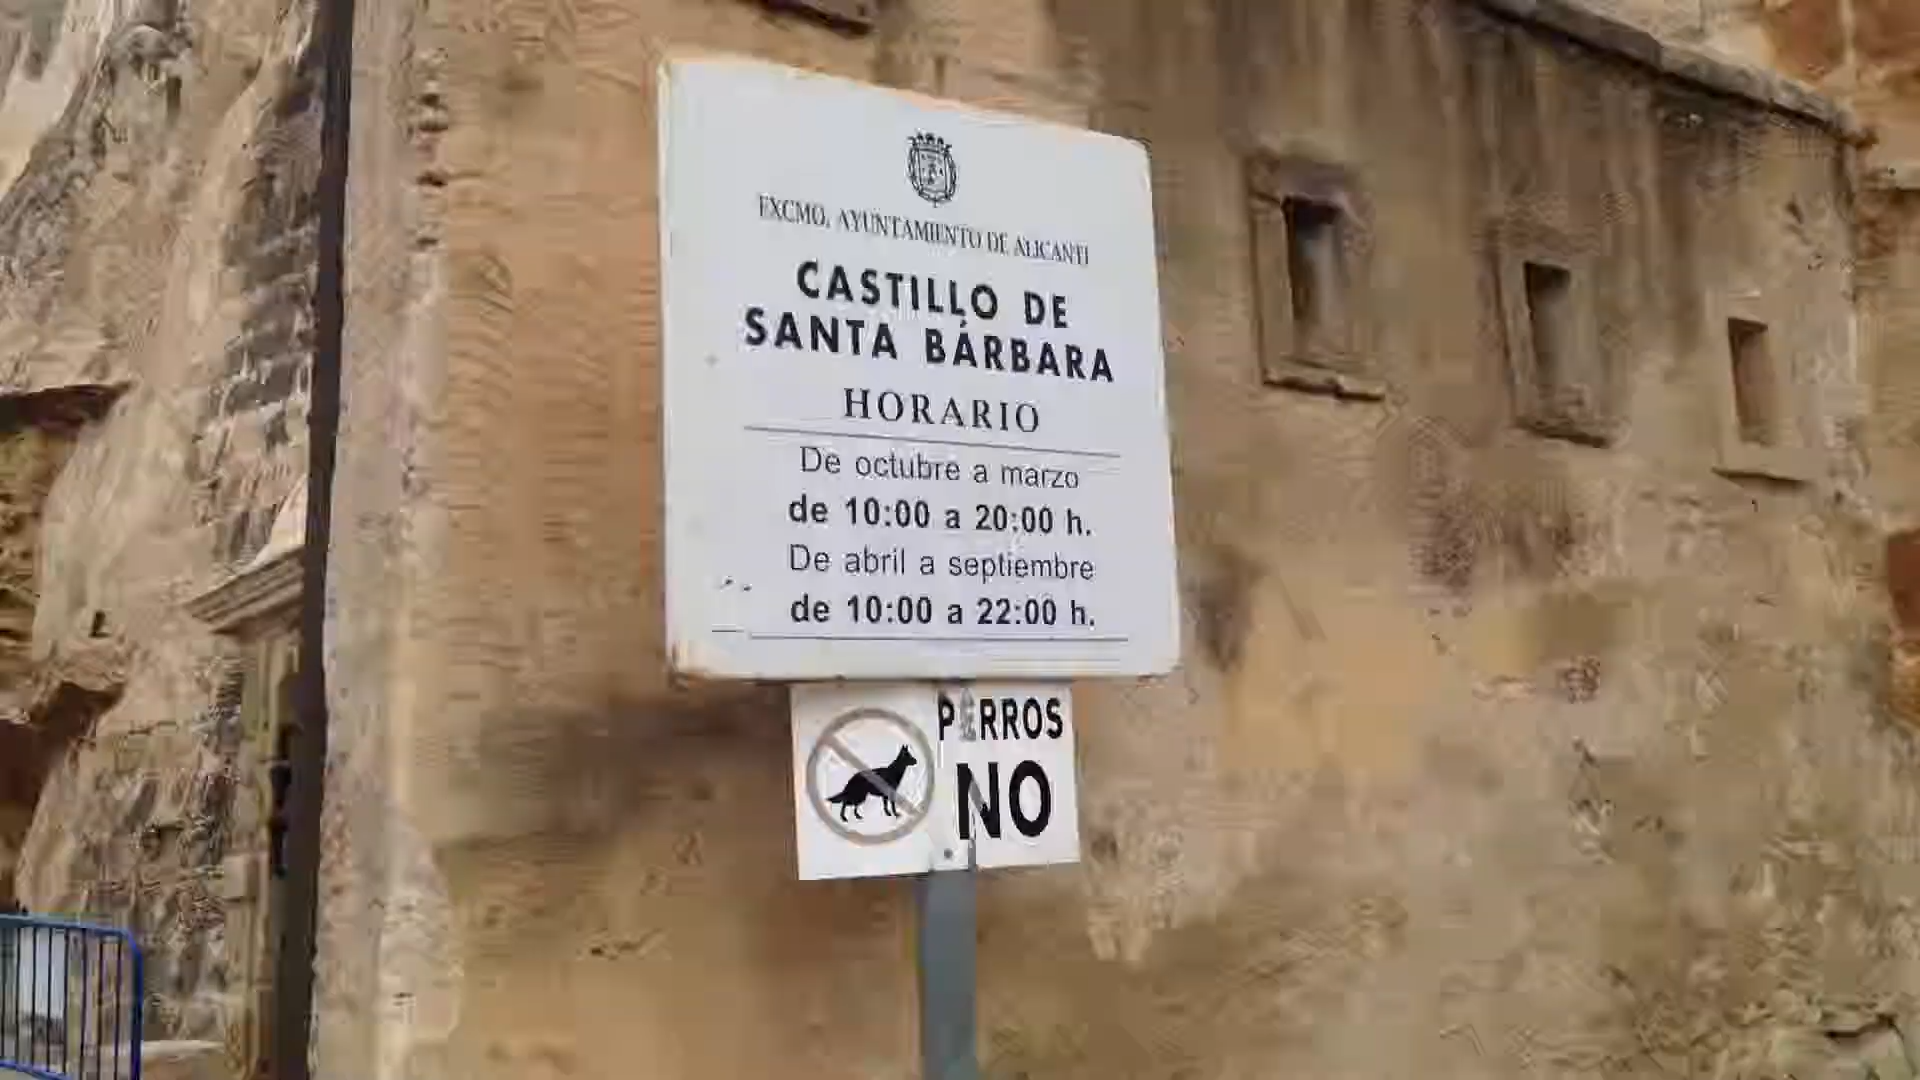 EXCMO. AYUNTAMIENTO DE ALICANTE
CASTILLO DE
SANTA BÁRBARA
HORARIO
De octubre a marzo
de 10:00 a 20:00 h.
De abril a septiembre
de 10:00 a 22:00 h.
PERROS
NO